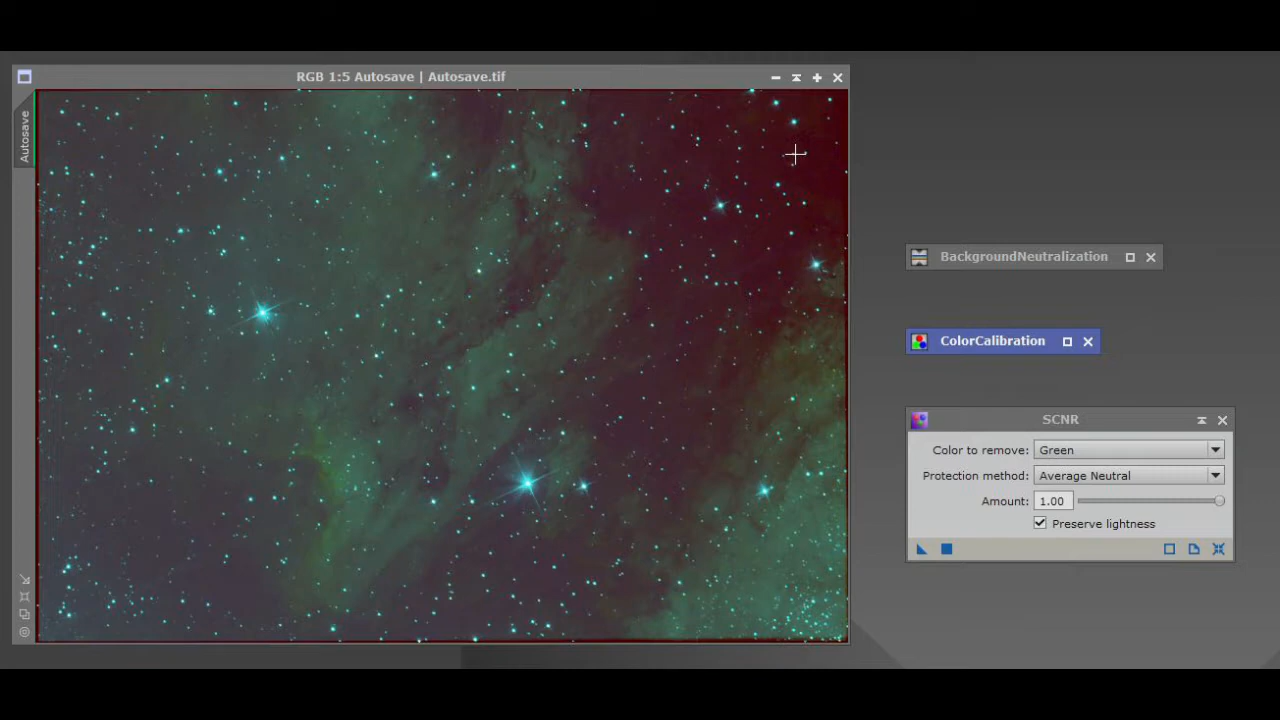 RGB 1:5 Autosave | Autosave.tif
Autosave
BackgroundNeutralization
ColorCalibration
SCNR
Color to remove: Green
Protection method: Average Neutral
Amount: 1.00
Preserve lightness